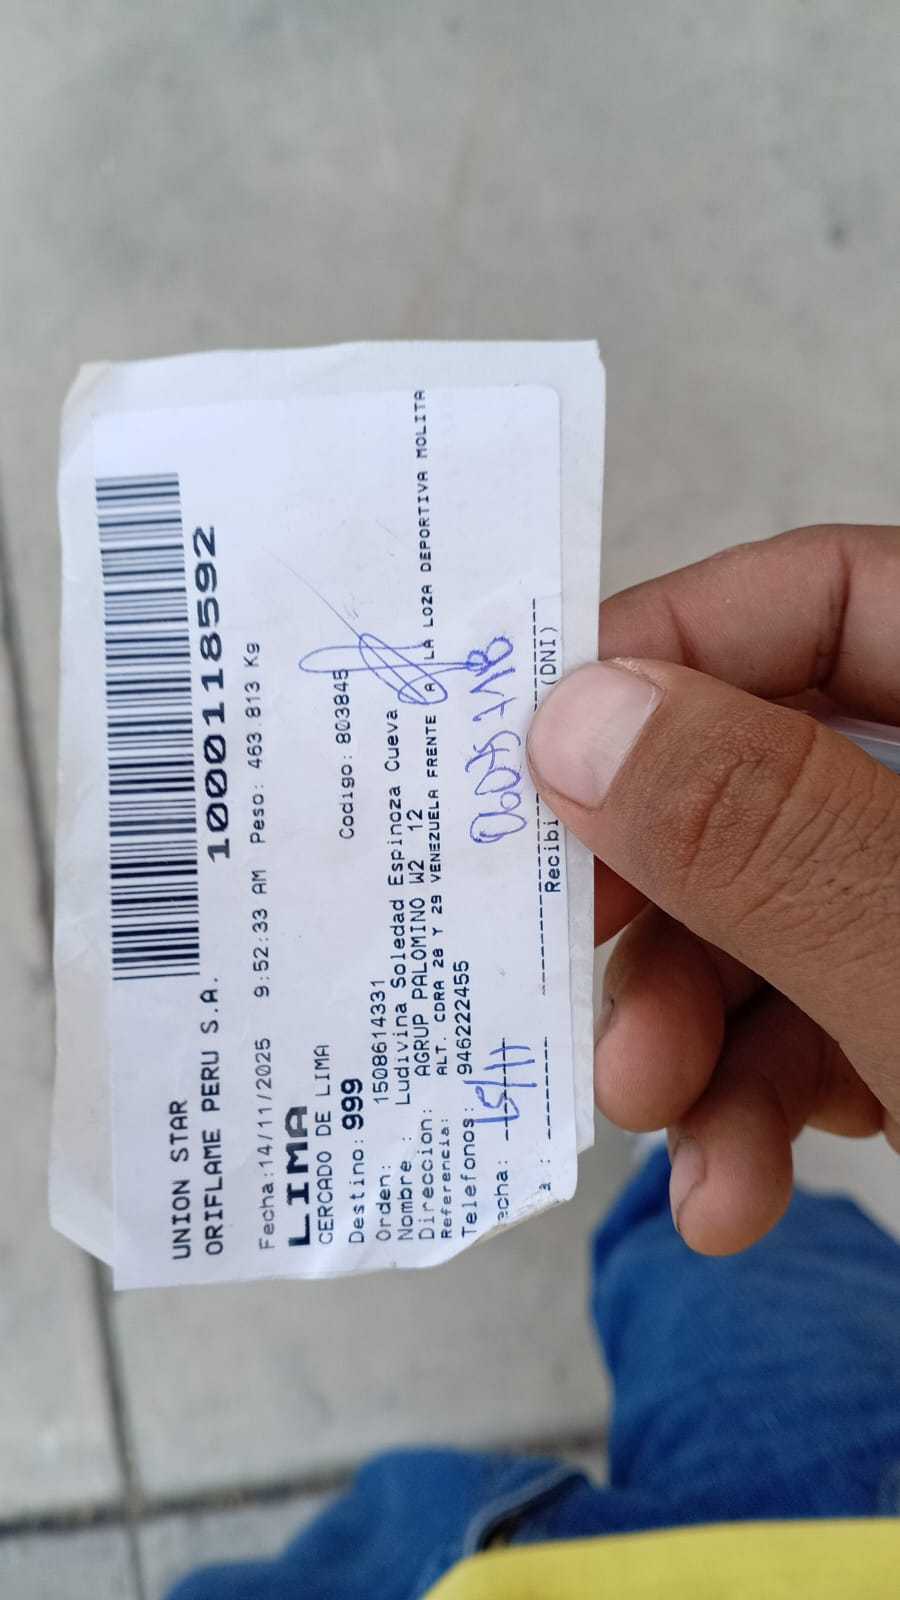 1000118592
UNION STAR
ORIFLAME PERU S.A.
Fecha:14/11/2025 9:52:33 AM Peso: 463.813 Kg
LIMA
CERCADO DE LIMA
Destino: 999 Codigo: 803845
Orden: 1508614331
Nombre : Ludivina Soledad Espinoza Cueva
Direccion: AGRUP PALOMINO W2 12
Referencia: ALT. CDRA 28 Y 29 VENEZUELA FRENTE A LA LOZA DEPORTIVA MOLITA
Telefonos: 946222455
echa: 15/11
a :
Recibi (DNI)